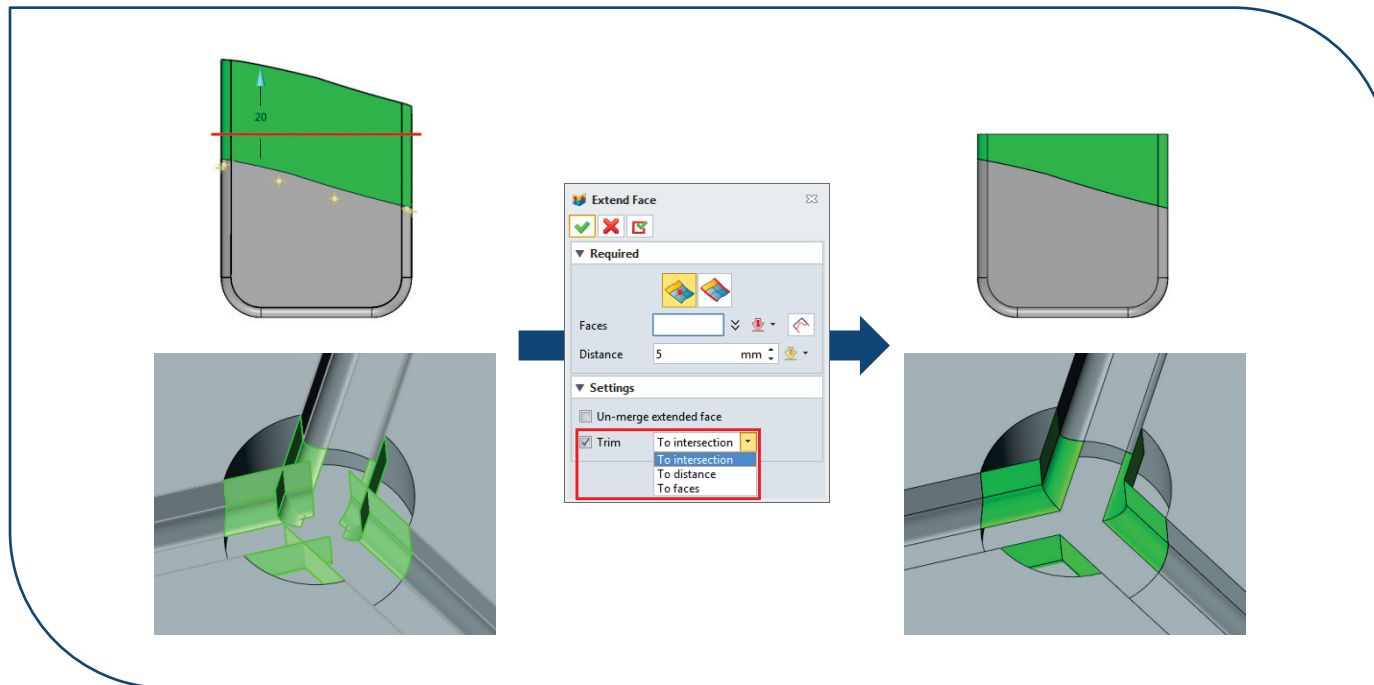 20
Extend Face
Required
Faces
Distance 5 mm
Settings
Un-merge extended face
Trim To intersection
To intersection
To distance
To faces